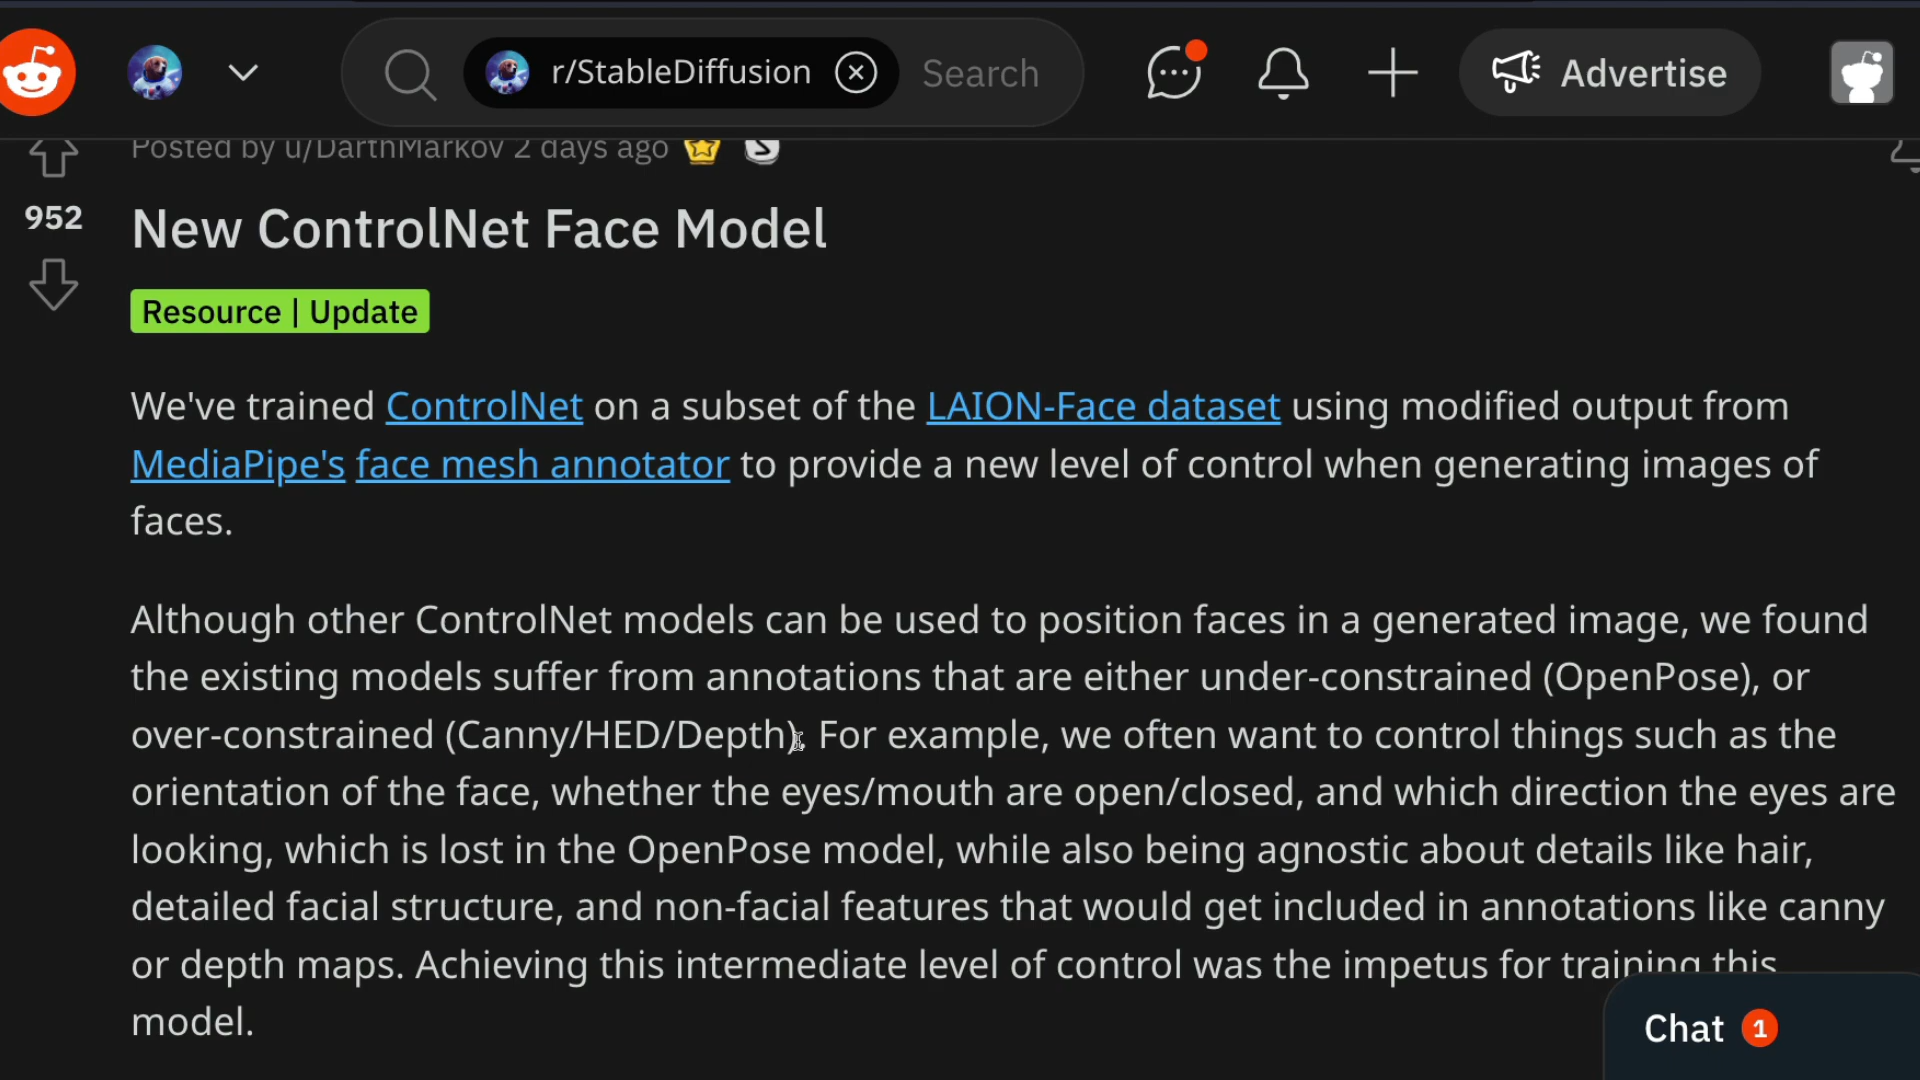 r/StableDiffusion
Search
Advertise
Posted by u/DarthMarkov 2 days ago
952
New ControlNet Face Model
Resource | Update
We've trained ControlNet on a subset of the LAION-Face dataset using modified output from
MediaPipe's face mesh annotator to provide a new level of control when generating images of
faces.
Although other ControlNet models can be used to position faces in a generated image, we found
the existing models suffer from annotations that are either under-constrained (OpenPose), or
over-constrained (Canny/HED/Depth). For example, we often want to control things such as the
orientation of the face, whether the eyes/mouth are open/closed, and which direction the eyes are
looking, which is lost in the OpenPose model, while also being agnostic about details like hair,
detailed facial structure, and non-facial features that would get included in annotations like canny
or depth maps. Achieving this intermediate level of control was the impetus for training this
model.
Chat 1